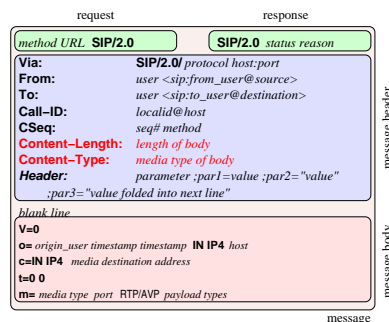 request response
method URL SIP/2.0 SIP/2.0 status reason
Via: SIP/2.0/ protocol host:port
From: user <sip:from_user@source>
To: user <sip:to_user@destination>
Call–ID: localid@host
CSeq: seq# method
Content–Length: length of body
Content–Type: media type of body
Header: parameter ;par1=value ;par2="value"
;par3="value folded into next line"
blank line
V=0
o= origin_user timestamp timestamp IN IP4 host
c=IN IP4 media destination address
t=0 0
m= media type port RTP/AVP payload types
message header
message body
message